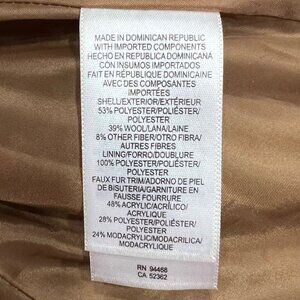 MADE IN DOMINICAN REPUBLIC
WITH IMPORTED COMPONENTS
HECHO EN REPUBLICA DOMINICANA
CON INSUMOS IMPORTADOS
FAIT EN RÉPUBLIQUE DOMINICAINE
AVEC DES COMPOSANTES
IMPORTÉES
SHELL/EXTERIOR/EXTÉRIEUR
53% POLYESTER/POLIÉSTER/
POLYESTER
39% WOOL/LANA/LAINE
8% OTHER FIBER/OTRO FIBRA/
AUTRES FIBRES
LINING/FORRO/DOUBLURE
100% POLYESTER/POLIÉSTER/
POLYESTER
FAUX FUR TRIM/ADORNO DE PIEL
DE BISUTERIA/GARNITURE EN
FAUSSE FOURRURE
48% ACRYLIC/ACRÍLICO/
ACRYLIQUE
28% POLYESTER/POLIÉSTER/
POLYESTER
24% MODACRYLIC/MODACRILICA/
MODACRYLIQUE
RN 94468
CA 52362